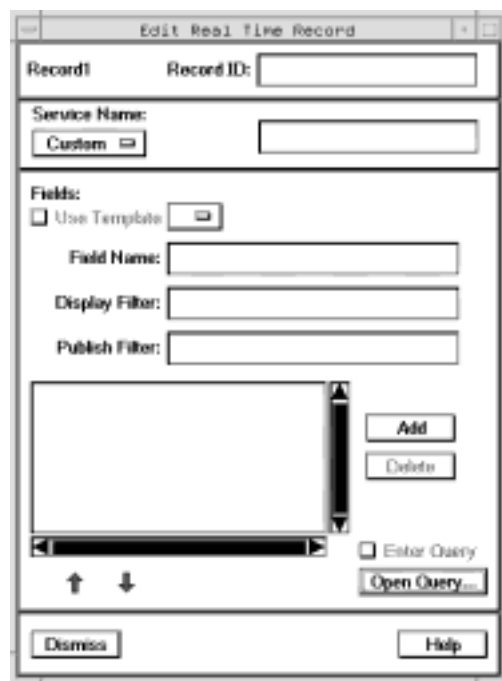 Edit Real Time Record
Record1 Record ID:
Service Name:
Custom
Fields:
Use Template
Field Name:
Display Filter:
Publish Filter:
Add
Delete
Enter Query
Open Query...
Dismiss Help